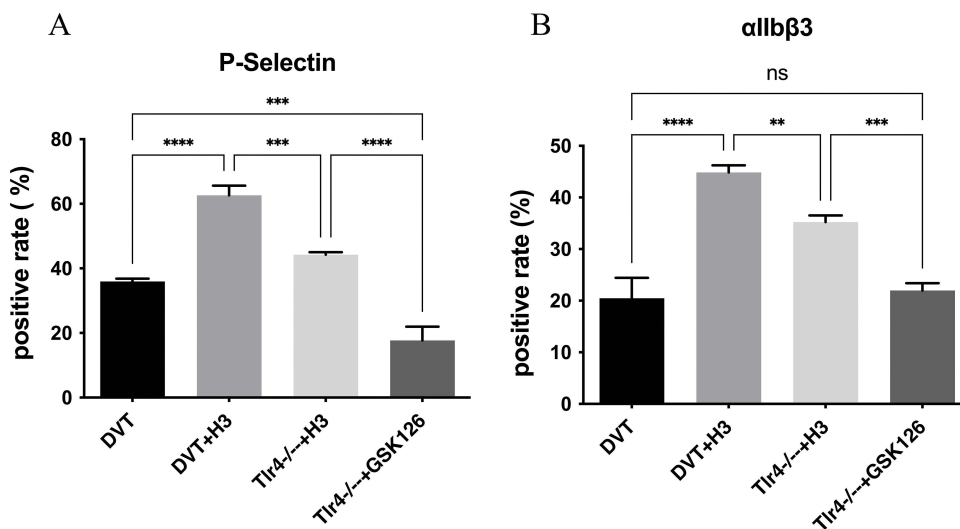 A
P-Selectin
***
**** *** ****
positive rate ( %)
80
60
40
20
0
DVT
DVT+H3
Tlr4-/--+H3
Tlr4-/--+GSK126
B
αIIbβ3
ns
**** ** ***
positive rate (%)
50
40
30
20
10
0
DVT
DVT+H3
Tlr4-/--+H3
Tlr4-/--+GSK126